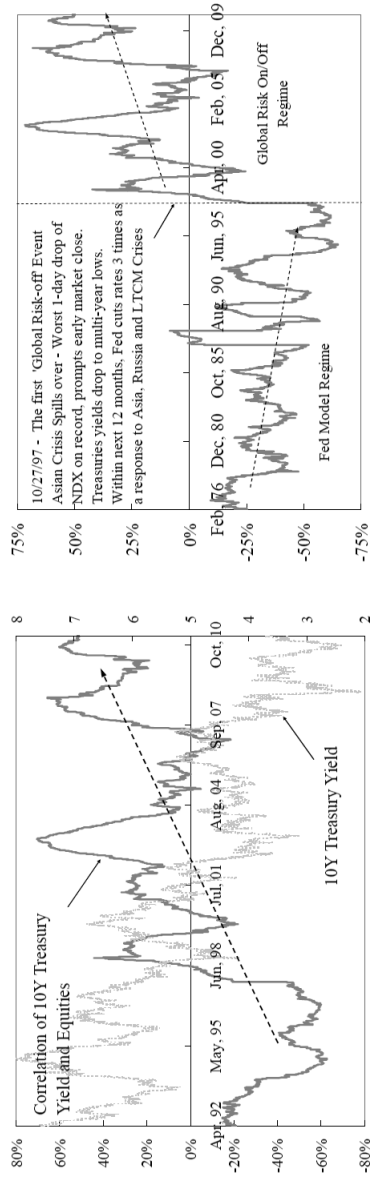 80%
60%
40%
20%
0%
-20%
-40%
-60%
-80%
Correlation of 10Y Treasury
Yield and Equities
10Y Treasury Yield
Apr, 92
May, 95
Jun, 98
Jul, 01
Aug, 04
Sep, 07
Oct, 10
8
7
6
5
4
3
2
75%
50%
25%
0%
-25%
-50%
-75%
10/27/97 - The first 'Global Risk-off' Event
Asian Crisis Spills over - Worst 1-day drop of
NDX on record, prompts early market close.
Treasuries yields drop to multi-year lows.
Within next 12 months, Fed cuts rates 3 times as
a response to Asia, Russia and LTCM Crises
Feb, 76
Dec, 80
Oct, 85
Aug, 90
Jun, 95
Apr, 00
Feb, 05
Dec, 09
Fed Model Regime
Global Risk On/Off
Regime